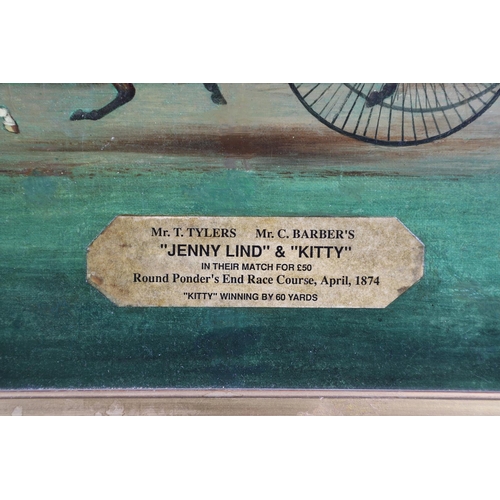 Mr. T. TYLERS Mr. C. BARBER'S
"JENNY LIND" & "KITTY"
IN THEIR MATCH FOR £50
Round Ponder's End Race Course, April, 1874
"KITTY" WINNING BY 60 YARDS